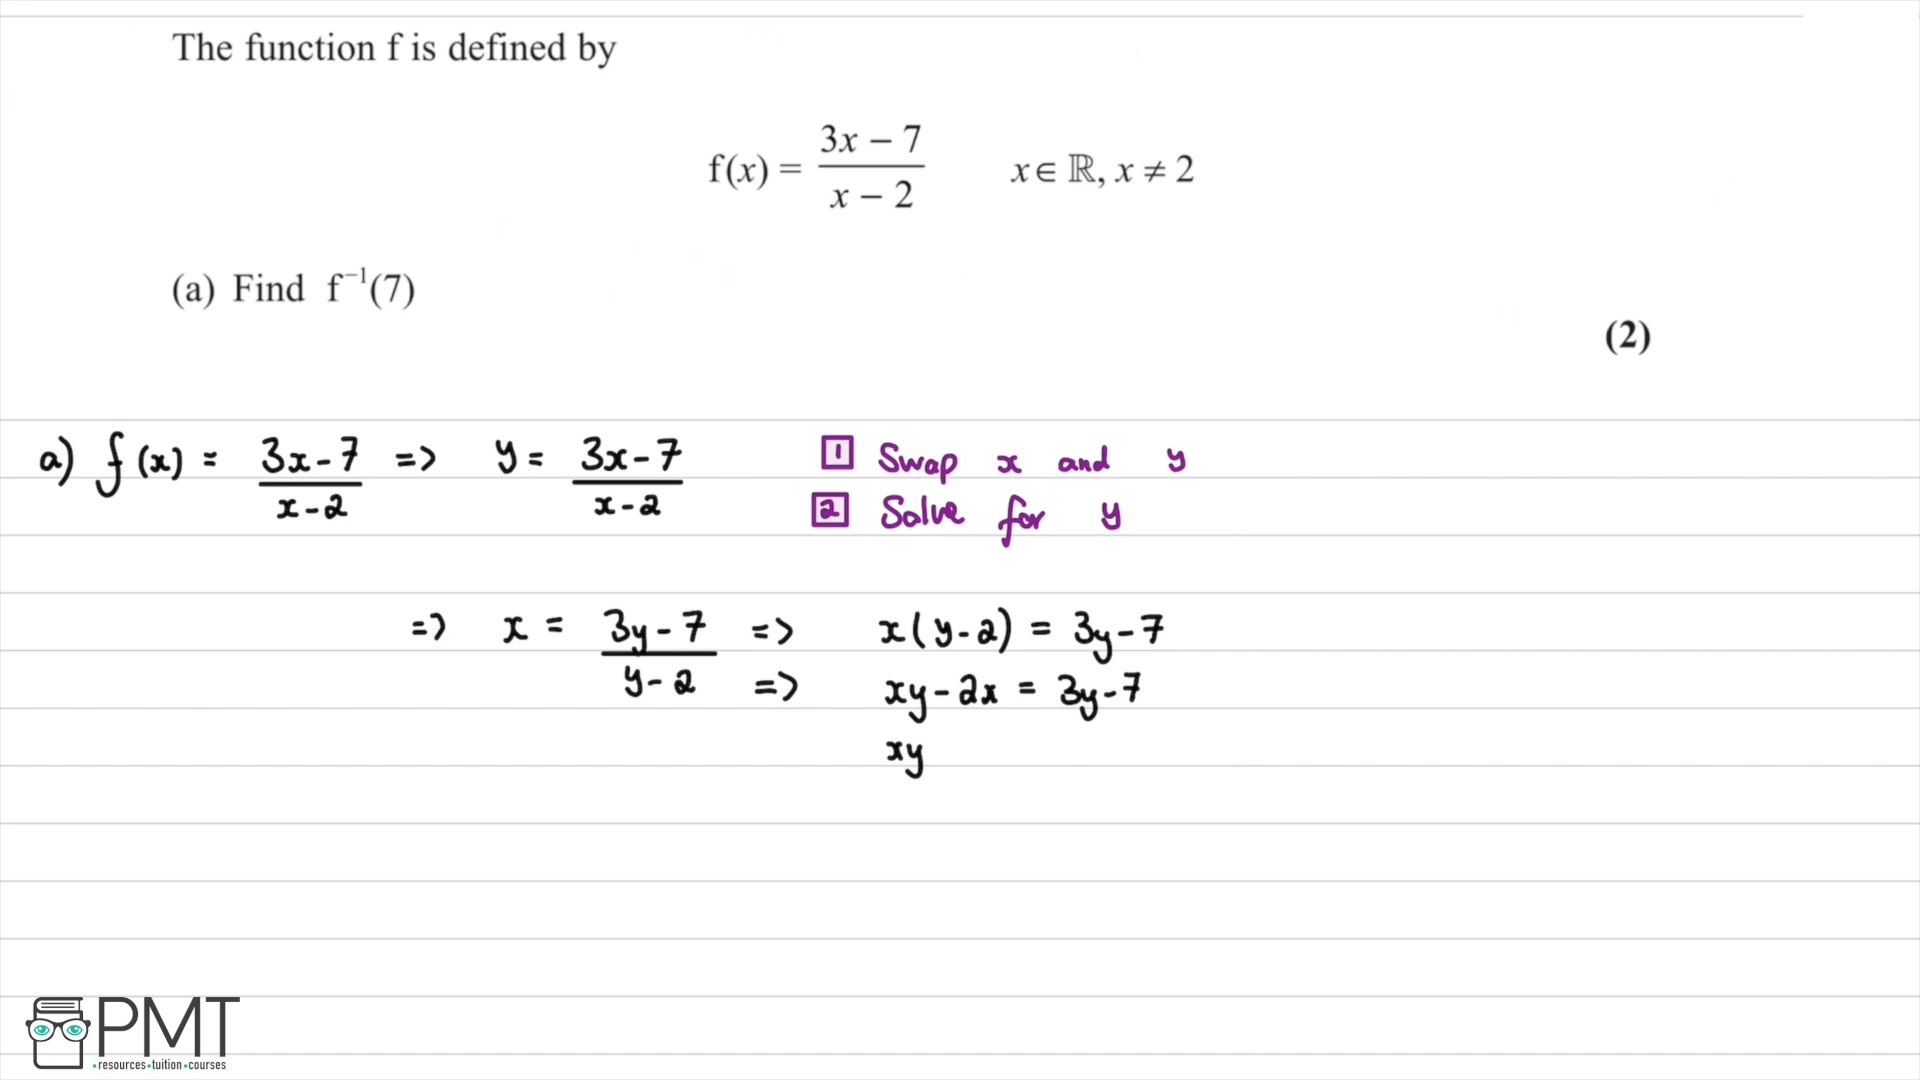 The function f is defined by
f(x) = (3x − 7)/(x − 2)    x ∈ ℝ, x ≠ 2
(a) Find f⁻¹(7)
(2)
a) f(x) = (3x-7)/(x-2) => y = (3x-7)/(x-2)
1 Swap x and y
2 Solve for y
=> x = (3y-7)/(y-2) => x(y-2) = 3y-7
=> xy-2x = 3y-7
xy
PMT
•resources•tuition•courses